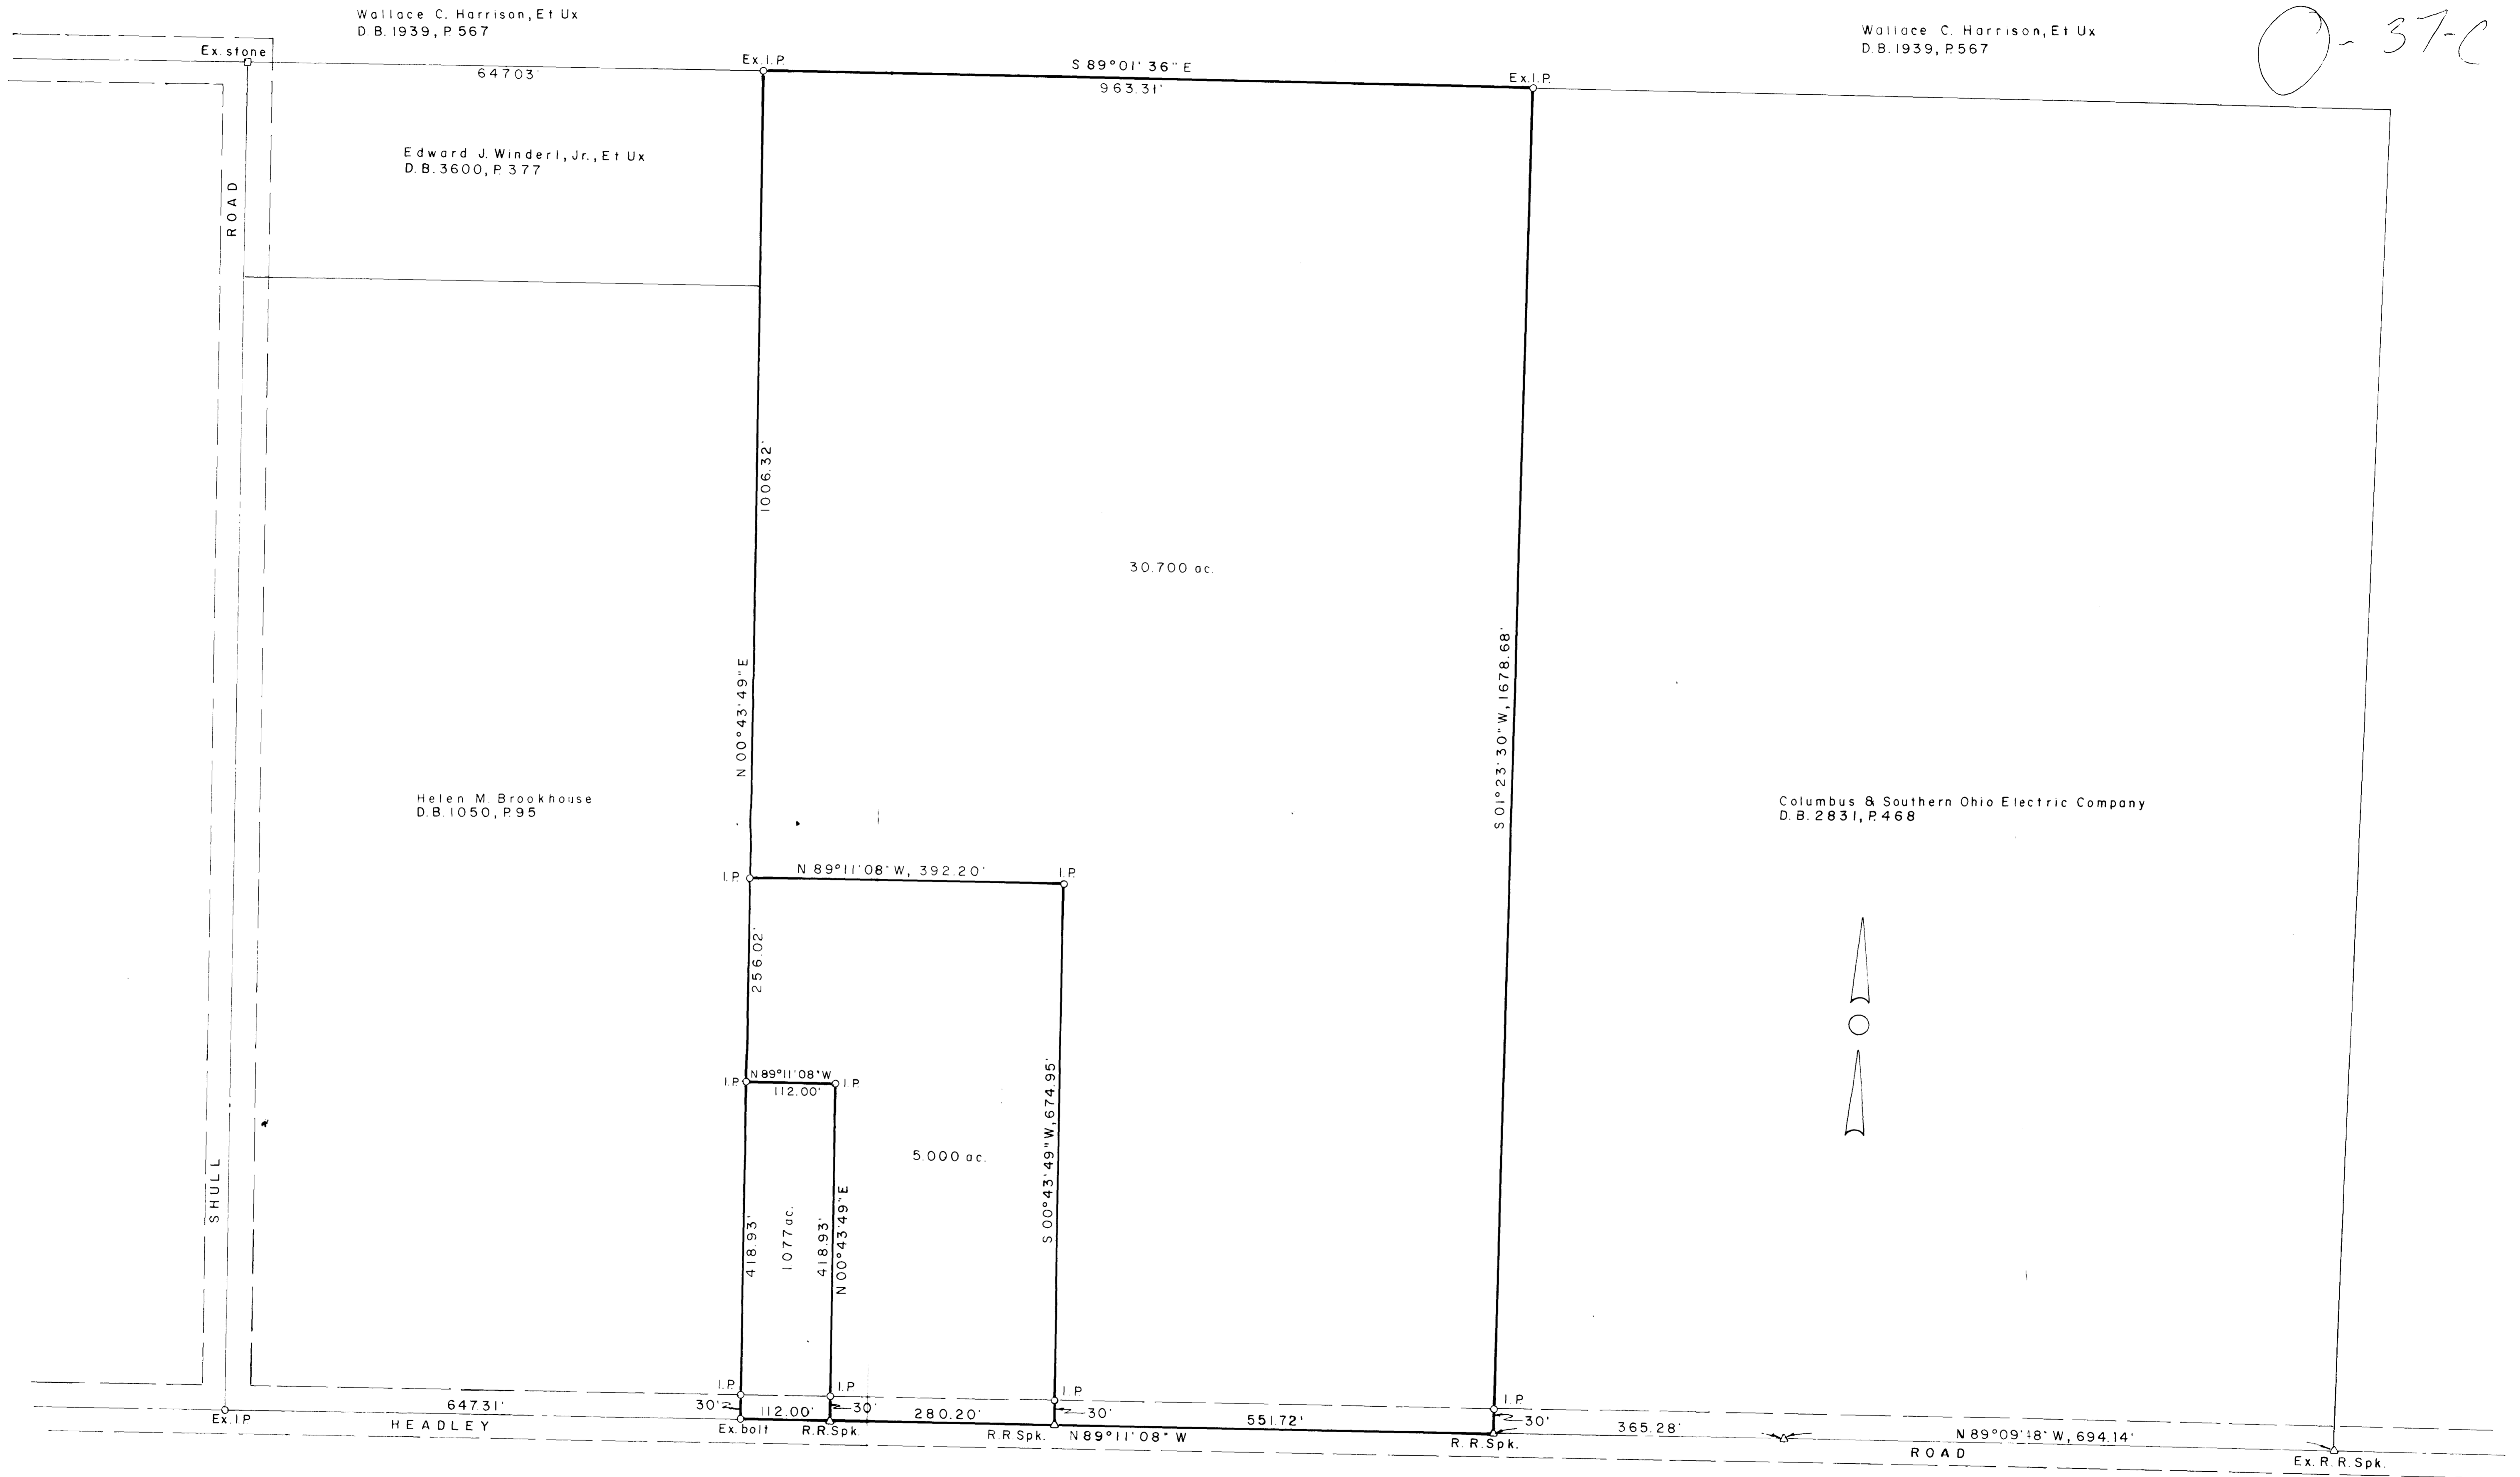 Wallace C. Harrison, Et Ux
D.B. 1939, P. 567
Wallace C. Harrison, Et Ux
D.B. 1939, P. 567
O - 37-C
Ex. stone
647.03'
Ex. I.P.
S 89°01'36" E
963.31'
Ex. I.P.
Edward J. Winderl, Jr., Et Ux
D.B. 3600, P. 377
ROAD
1006.32'
30.700 ac.
N 00°43'49" E
S 01°23'30" W, 1678.68'
Helen M. Brookhouse
D.B. 1050, P. 95
Columbus & Southern Ohio Electric Company
D.B. 2831, P. 468
I.P.
N 89°11'08" W, 392.20'
I.P.
256.02'
I.P.
N 89°11'08" W
112.00'
I.P.
5.000 ac.
S 00°43'49" W, 674.95'
SHULL
418.93'
1.077 ac.
418.93'
N 00°43'49" E
I.P.
I.P.
I.P.
I.P.
Ex. I.P.
647.31'
30'
112.00'
30'
280.20'
30'
551.72'
30'
365.28'
N 89°09'48" W, 694.14'
HEADLEY
Ex. bolt
R.R. Spk.
R.R. Spk.
N 89°11'08" W
R.R. Spk.
ROAD
Ex. R.R. Spk.